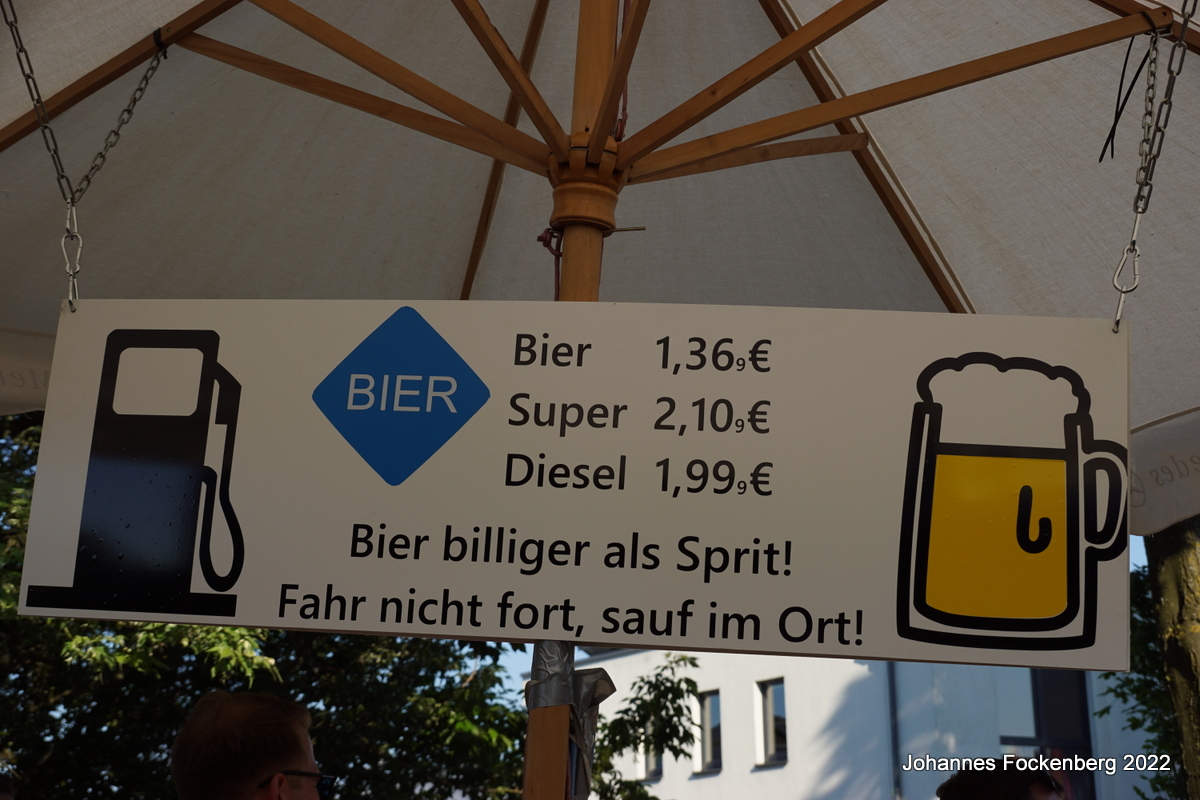 BIER
Bier 1,36₉€
Super 2,10₉€
Diesel 1,99₉€
Bier billiger als Sprit!
Fahr nicht fort, sauf im Ort!
Johannes Fockenberg 2022